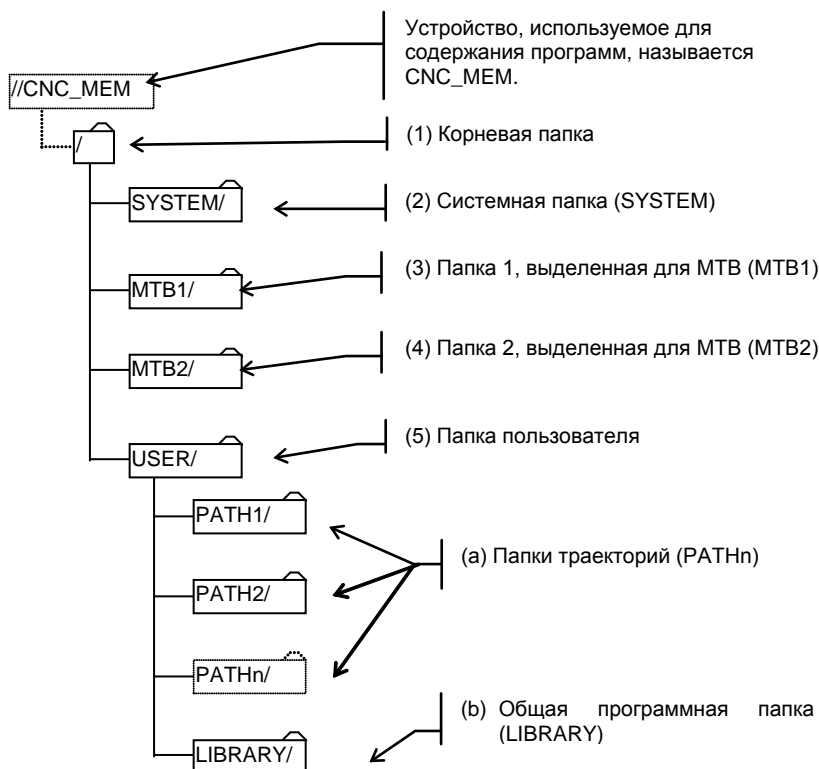 Устройство, используемое для
содержания программ, называется
CNC_MEM.
//CNC_MEM
/
(1) Корневая папка
SYSTEM/
(2) Системная папка (SYSTEM)
MTB1/
(3) Папка 1, выделенная для MTB (MTB1)
MTB2/
(4) Папка 2, выделенная для MTB (MTB2)
USER/
(5) Папка пользователя
PATH1/
(a) Папки траекторий (PATHn)
PATH2/
PATHn/
(b) Общая программная папка
(LIBRARY)
LIBRARY/